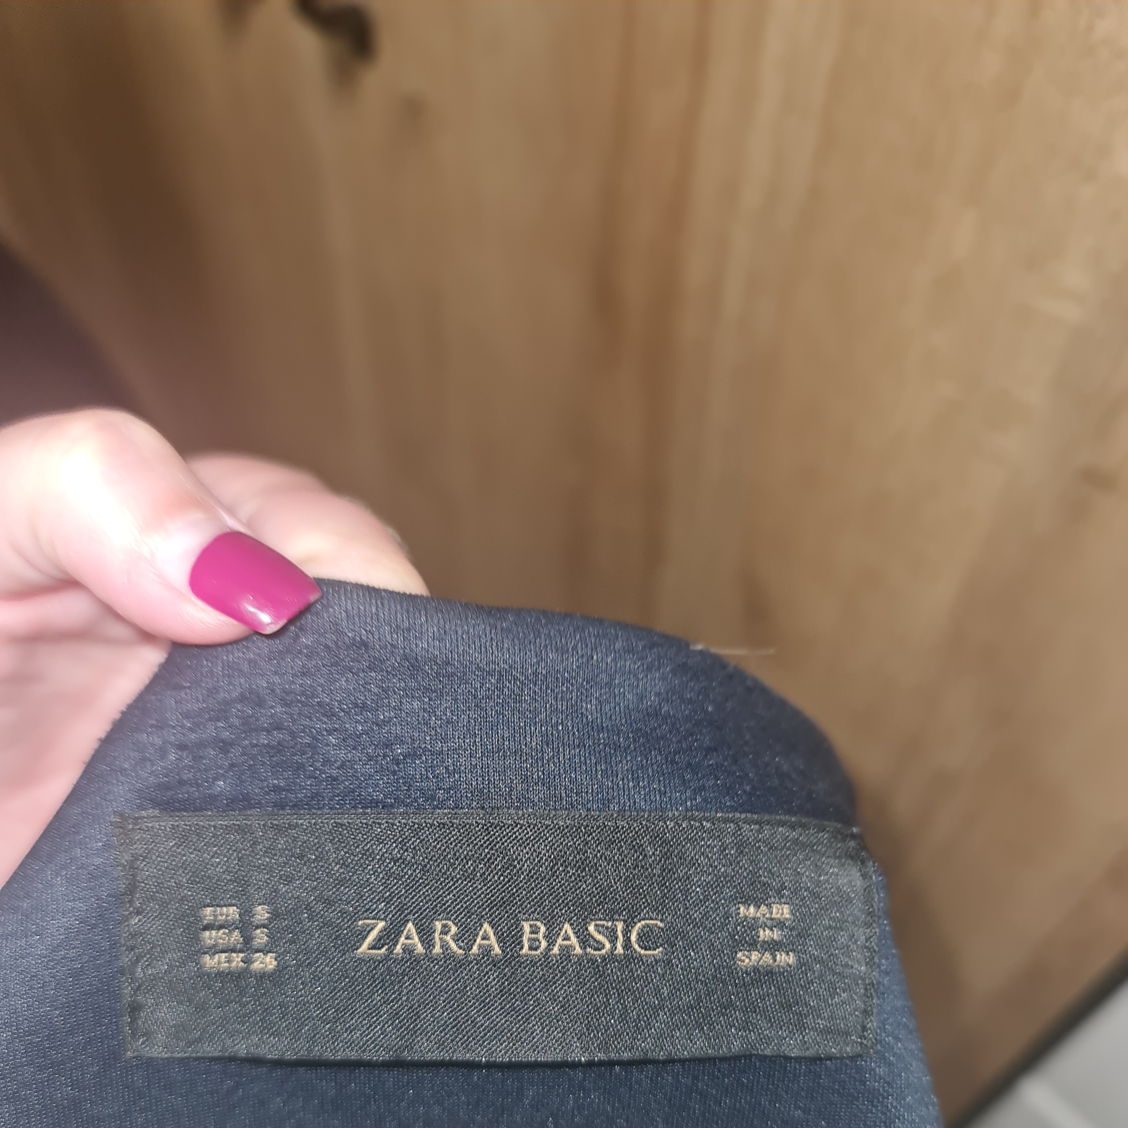 EUR S
USA S
MEX 26
ZARA BASIC
MADE
IN
SPAIN